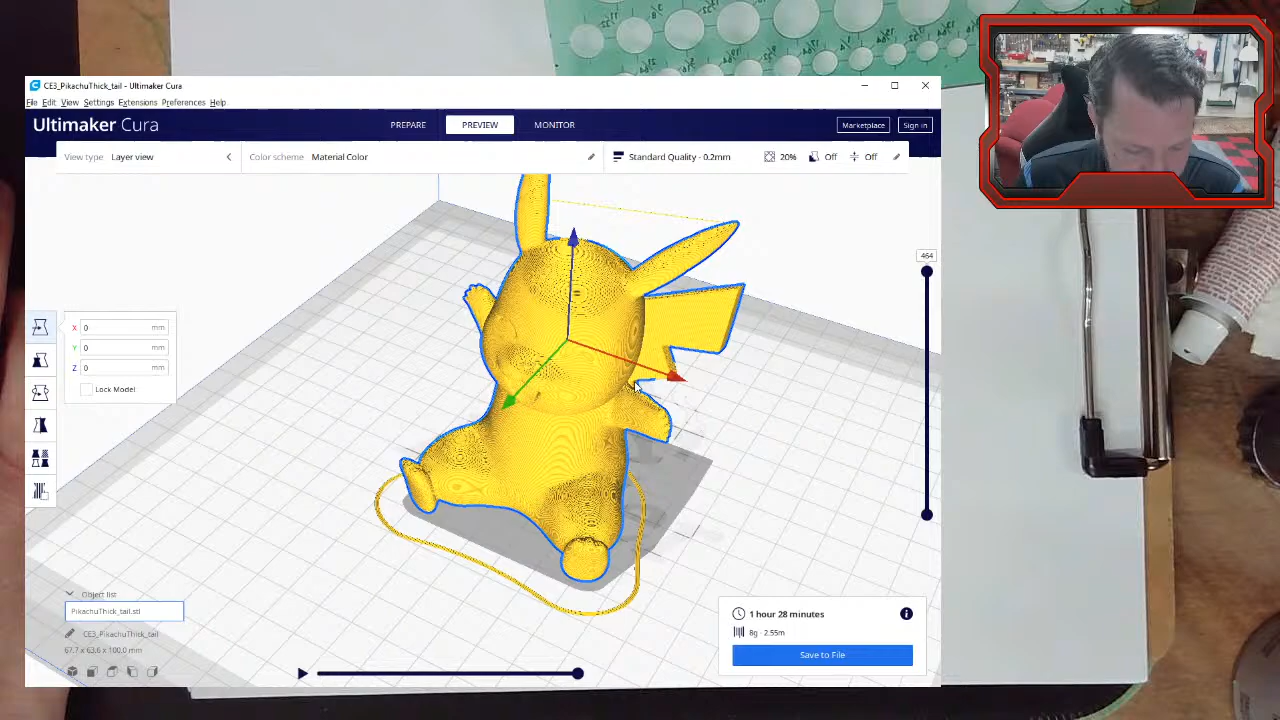 CE3_PikachuThick_tail - Ultimaker Cura
File Edit View Settings Extensions Preferences Help
Ultimaker Cura
PREPARE PREVIEW MONITOR
Marketplace Sign in
View type Layer view
Color scheme Material Color
Standard Quality - 0.2mm 20% Off Off
464
X 0 mm
Y 0 mm
Z 0 mm
Lock Model
Object list
PikachuThick_tail.stl
CE3_PikachuThick_tail
67.7 x 63.6 x 100.0 mm
1 hour 28 minutes
8g · 2.55m
Save to File